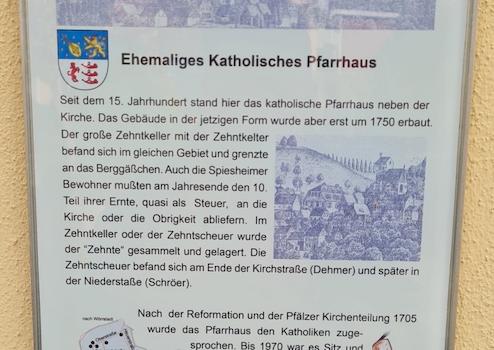 Ehemaliges Katholisches Pfarrhaus
Seit dem 15. Jahrhundert stand hier das katholische Pfarrhaus neben der
Kirche. Das Gebäude in der jetzigen Form wurde aber erst um 1750 erbaut.
Der große Zehntkeller mit der Zehntkelter
befand sich im gleichen Gebiet und grenzte
an das Berggäßchen. Auch die Spiesheimer
Bewohner mußten am Jahresende den 10.
Teil ihrer Ernte, quasi als Steuer, an die
Kirche oder die Obrigkeit abliefern. Im
Zehntkeller oder der Zehntscheuer wurde
der "Zehnte" gesammelt und gelagert. Die
Zehntscheuer befand sich am Ende der Kirchstraße (Dehmer) und später in
der Niederstaße (Schröer).
Nach der Reformation und der Pfälzer Kirchenteilung 1705
nach Wörrstadt
wurde das Pfarrhaus den Katholiken zuge-
sprochen. Bis 1970 war es Sitz und